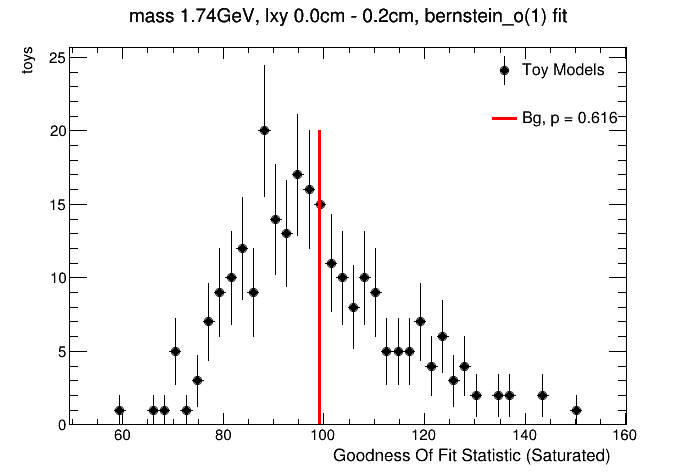 mass 1.74GeV, lxy 0.0cm - 0.2cm, bernstein_o(1) fit
toys
25
20
15
10
5
0
Toy Models
Bg, p = 0.616
60 80 100 120 140 160
Goodness Of Fit Statistic (Saturated)